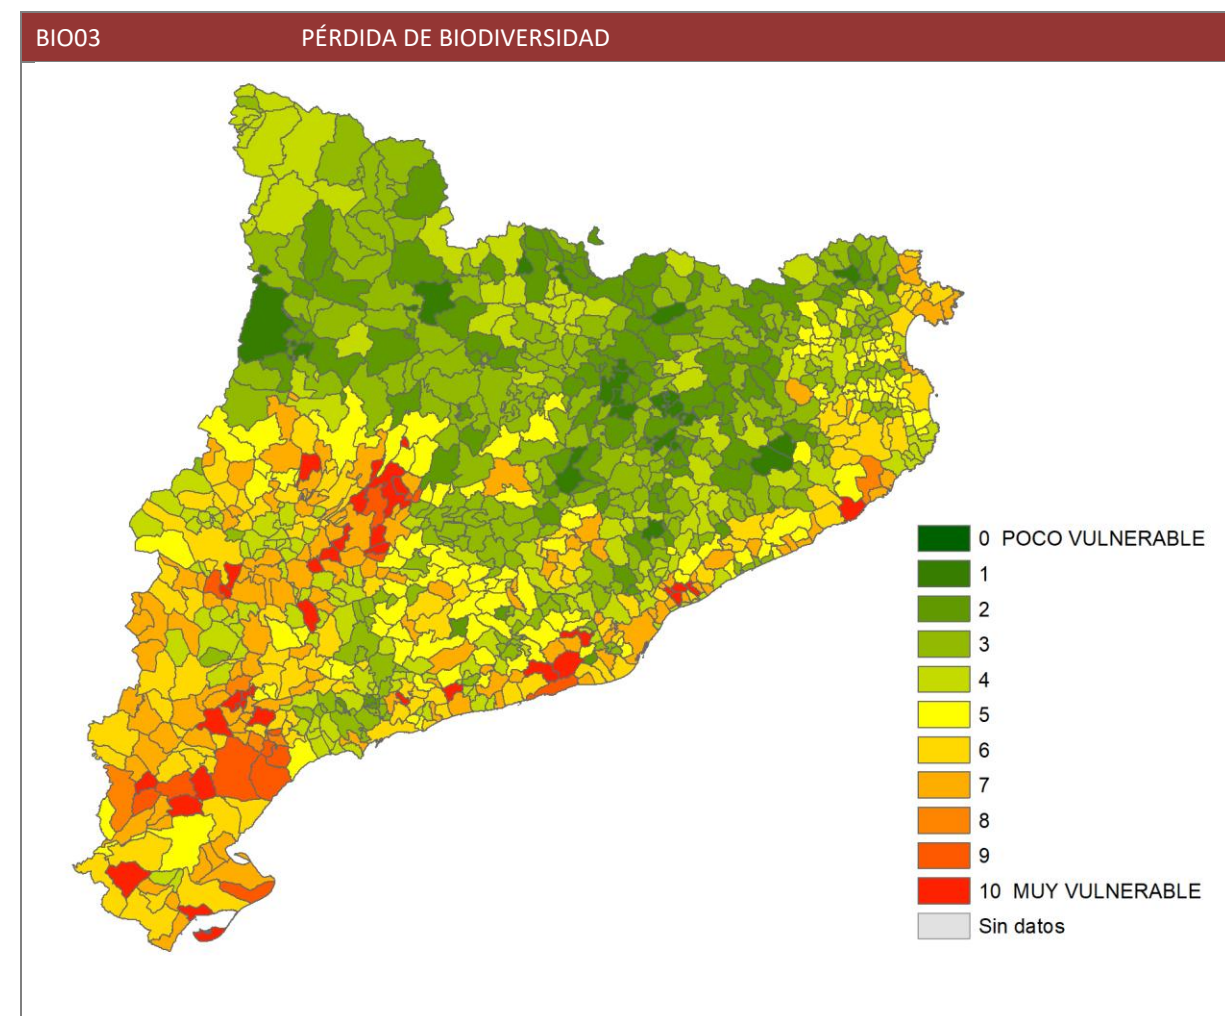 BIO03 PÉRDIDA DE BIODIVERSIDAD
0 POCO VULNERABLE
1
2
3
4
5
6
7
8
9
10 MUY VULNERABLE
Sin datos